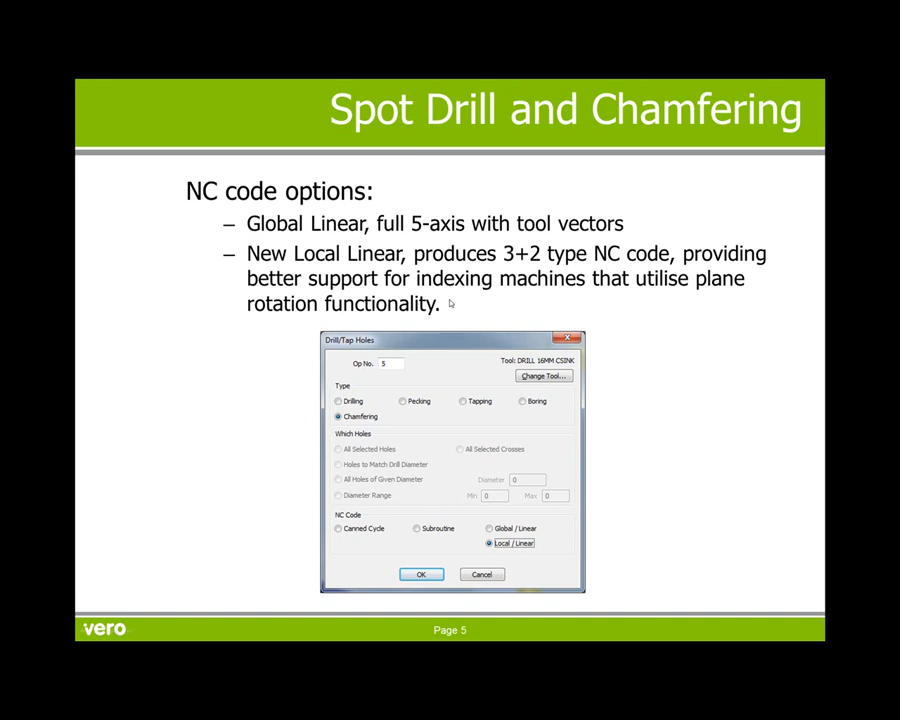 Spot Drill and Chamfering
NC code options:
– Global Linear, full 5-axis with tool vectors
– New Local Linear, produces 3+2 type NC code, providing
better support for indexing machines that utilise plane
rotation functionality.
Drill/Tap Holes
Op No. 5
Tool: DRILL 16MM CSINK
Change Tool...
Type
Drilling Pecking Tapping Boring
Chamfering
Which Holes
All Selected Holes All Selected Crosses
Holes to Match Drill Diameter
All Holes of Given Diameter Diameter 0
Diameter Range Min 0 Max 0
NC Code
Canned Cycle Subroutine Global / Linear
Local / Linear
OK Cancel
vero
Page 5